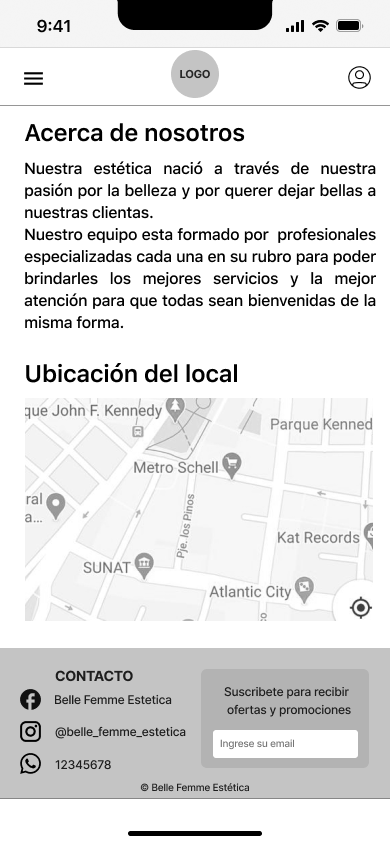 9:41
LOGO
Acerca de nosotros
Nuestra estética nació a través de nuestra
pasión por la belleza y por querer dejar bellas a
nuestras clientas.
Nuestro equipo esta formado por profesionales
especializadas cada una en su rubro para poder
brindarles los mejores servicios y la mejor
atención para que todas sean bienvenidas de la
misma forma.
Ubicación del local
que John F. Kennedy
Parque Kenned
Metro Schell
ral
a...
Pje. los Pinos
Kat Records
SUNAT
Atlantic City
co
CONTACTO
Belle Femme Estetica
@belle_femme_estetica
12345678
Suscribete para recibir
ofertas y promociones
Ingrese su email
© Belle Femme Estética